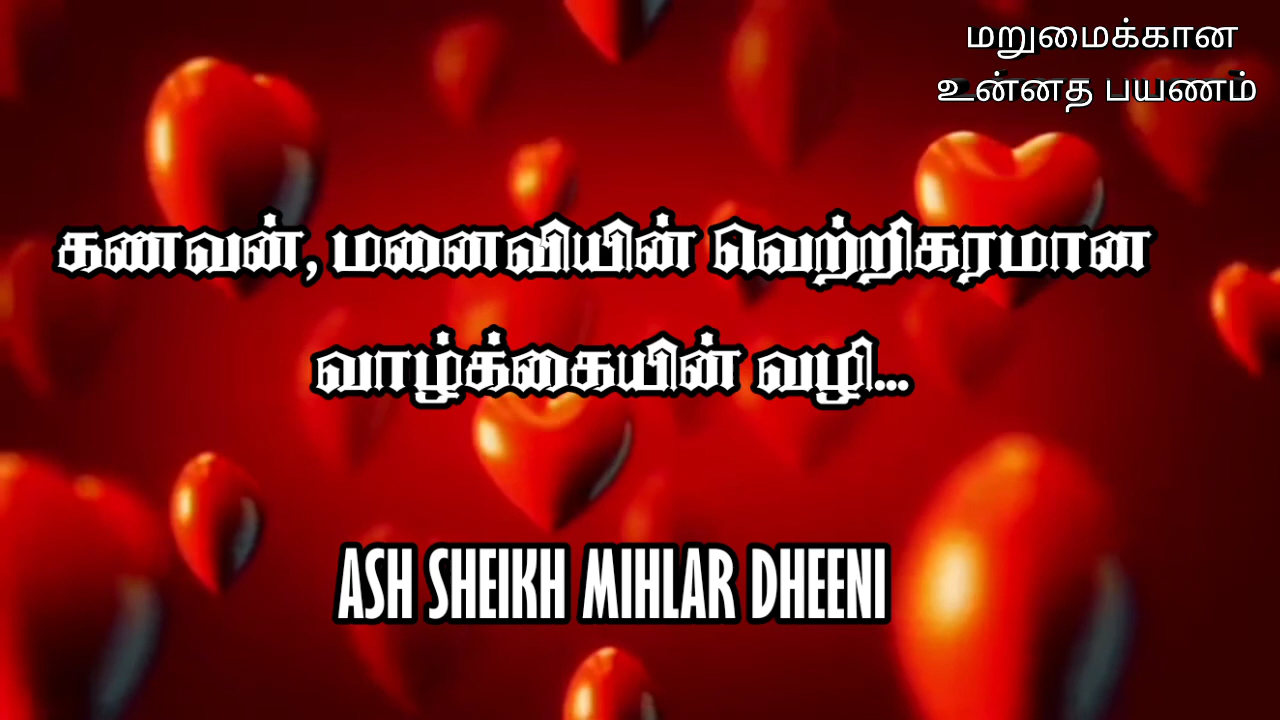 மறுமைக்கான
உன்னத பயணம்
கணவன், மனைவியின் வெற்றிகரமான
வாழ்க்கையின் வழி...
ASH SHEIKH MIHLAR DHEENI